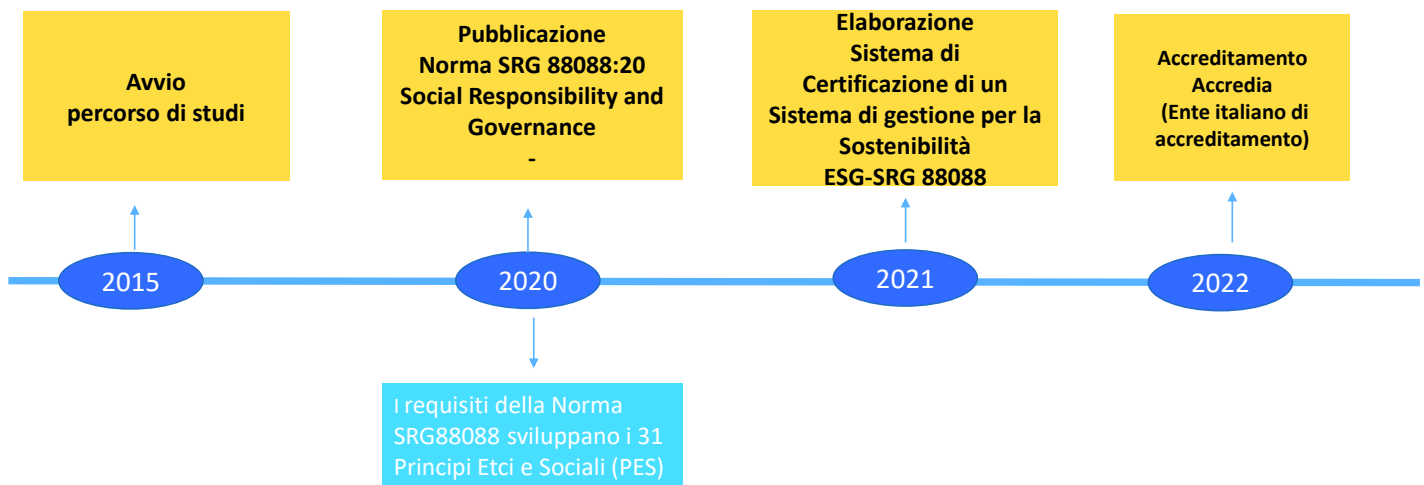 Avvio
percorso di studi
Pubblicazione
Norma SRG 88088:20
Social Responsibility and
Governance
-
Elaborazione
Sistema di
Certificazione di un
Sistema di gestione per la
Sostenibilità
ESG-SRG 88088
Accreditamento
Accredia
(Ente italiano di
accreditamento)
2015
2020
2021
2022
I requisiti della Norma
SRG88088 sviluppano i 31
Principi Etci e Sociali (PES)